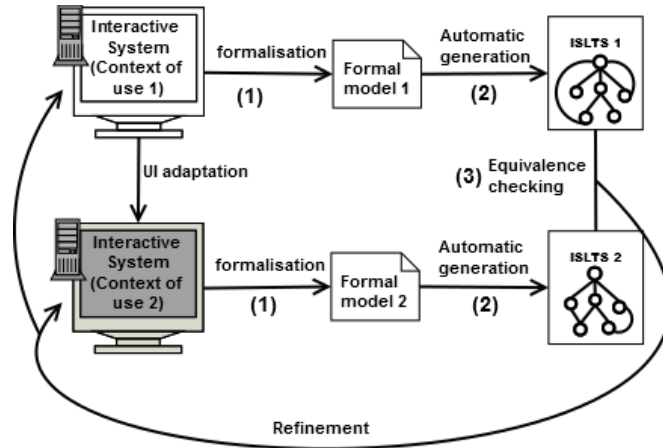 Interactive
System
(Context of
use 1)
formalisation
(1)
Formal
model 1
Automatic
generation
(2)
ISLTS 1
UI adaptation
(3) Equivalence
checking
Interactive
System
(Context of
use 2)
formalisation
(1)
Formal
model 2
Automatic
generation
(2)
ISLTS 2
Refinement